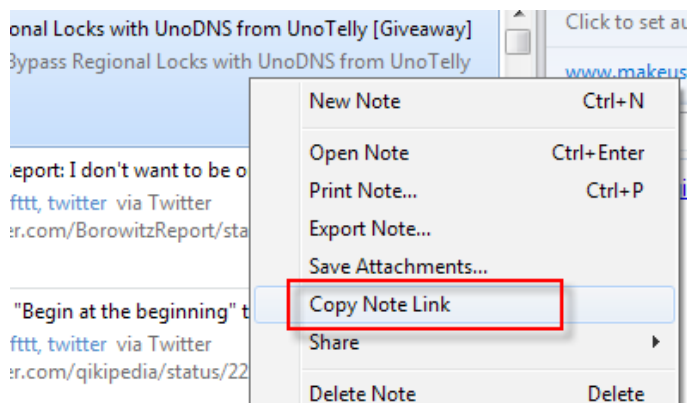 onal Locks with UnoDNS from UnoTelly [Giveaway]
Bypass Regional Locks with UnoDNS from UnoTelly
Click to set au
www.makeus
New Note Ctrl+N
Open Note Ctrl+Enter
Print Note... Ctrl+P
Export Note...
Save Attachments...
Copy Note Link
Share
Delete Note Delete
Report: I don't want to be o
ifttt, twitter via Twitter
er.com/BorowitzReport/sta
"Begin at the beginning" t
ifttt, twitter via Twitter
er.com/qikipedia/status/22